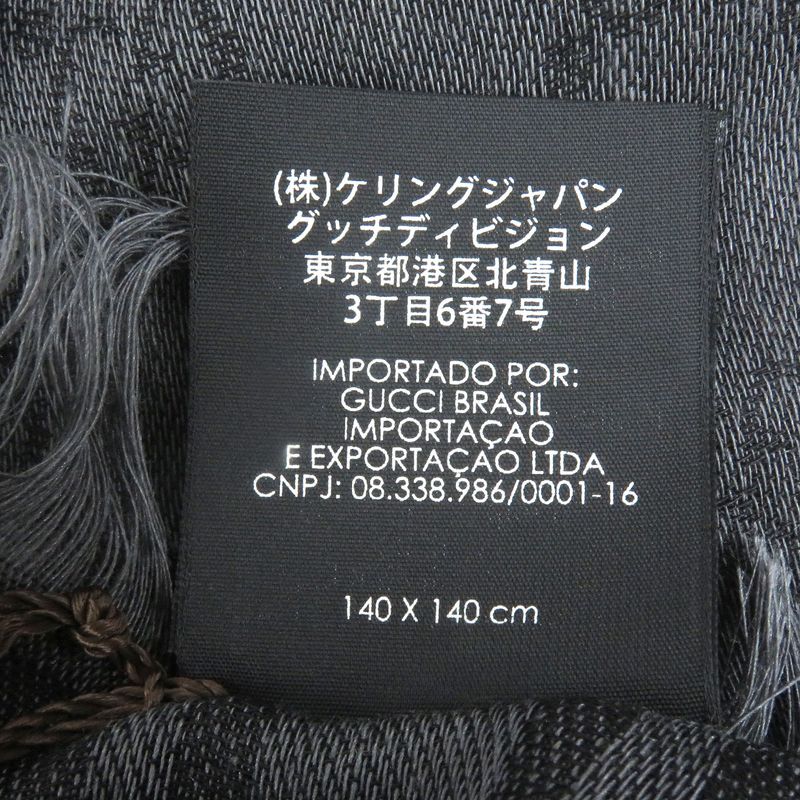 (株)ケリングジャパン
グッチディビジョン
東京都港区北青山
3丁目6番7号
IMPORTADO POR:
GUCCI BRASIL
IMPORTAÇAO
E EXPORTAÇAO LTDA
CNPJ: 08.338.986/0001-16
140 X 140 cm